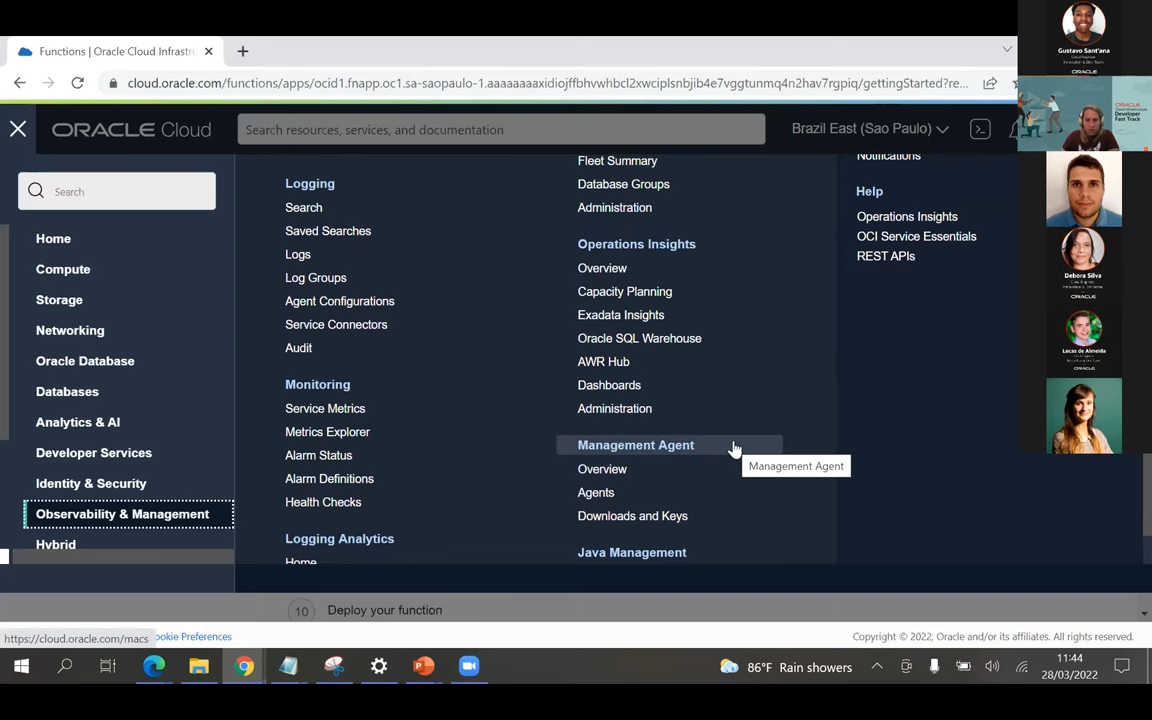 Functions | Oracle Cloud Infrastr
cloud.oracle.com/functions/apps/ocid1.fnapp.oc1.sa-saopaulo-1.aaaaaaaaxidiojffbhvwhbcl2xwciplsnbjib4e7vggtunmq4n2hav7rgpiq/gettingStarted?re...
ORACLE Cloud
Search resources, services, and documentation
Brazil East (Sao Paulo)
Search
Home
Compute
Storage
Networking
Oracle Database
Databases
Analytics & AI
Developer Services
Identity & Security
Observability & Management
Hybrid
Logging
Search
Saved Searches
Logs
Log Groups
Agent Configurations
Service Connectors
Audit
Monitoring
Service Metrics
Metrics Explorer
Alarm Status
Alarm Definitions
Health Checks
Logging Analytics
Home
Fleet Summary
Database Groups
Administration
Operations Insights
Overview
Capacity Planning
Exadata Insights
Oracle SQL Warehouse
AWR Hub
Dashboards
Administration
Management Agent
Management Agent
Overview
Agents
Downloads and Keys
Java Management
Notifications
Help
Operations Insights
OCI Service Essentials
REST APIs
10 Deploy your function
https://cloud.oracle.com/macs
ookie Preferences
Copyright © 2022, Oracle and/or its affiliates. All rights reserved.
86°F Rain showers
11:44
28/03/2022
Gustavo Sant'ana
ORACLE
ORACLE
Developer
Fast Track
Debora Silva
ORACLE
Lucas de Almeida
ORACLE